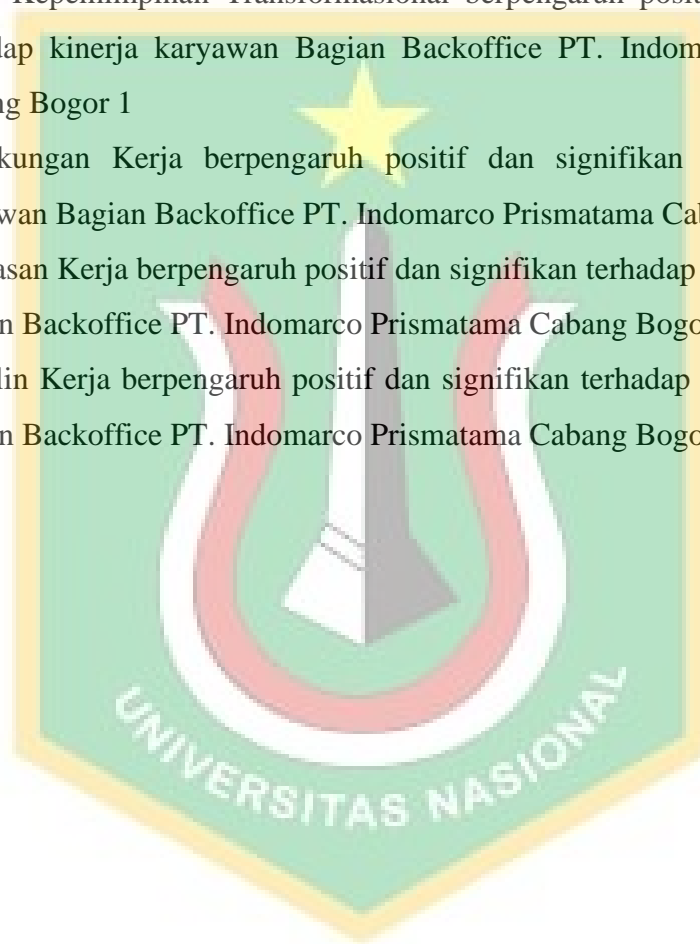 Kepemimpinan Transformasional berpengaruh posit
dap kinerja karyawan Bagian Backoffice PT. Indom
ng Bogor 1
kungan Kerja berpengaruh positif dan signifikan
wan Bagian Backoffice PT. Indomarco Prismatama Cab
asan Kerja berpengaruh positif dan signifikan terhadap
n Backoffice PT. Indomarco Prismatama Cabang Bogo
lin Kerja berpengaruh positif dan signifikan terhadap
n Backoffice PT. Indomarco Prismatama Cabang Bogo
UNIVERSITAS NASIONAL